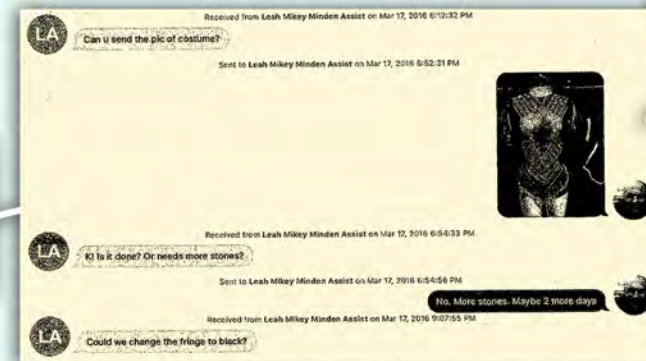 Received from Leah Mikey Minden Assist on Mar 17, 2016 6:12:32 PM
LA
Can u send the pic of costume?
Sent to Leah Mikey Minden Assist on Mar 17, 2016 6:52:31 PM
Received from Leah Mikey Minden Assist on Mar 17, 2016 6:54:33 PM
LA
K! Is it done? Or needs more stones?
Sent to Leah Mikey Minden Assist on Mar 17, 2016 6:54:56 PM
No. More stones. Maybe 2 more days
Received from Leah Mikey Minden Assist on Mar 17, 2016 9:07:55 PM
LA
Could we change the fringe to black?